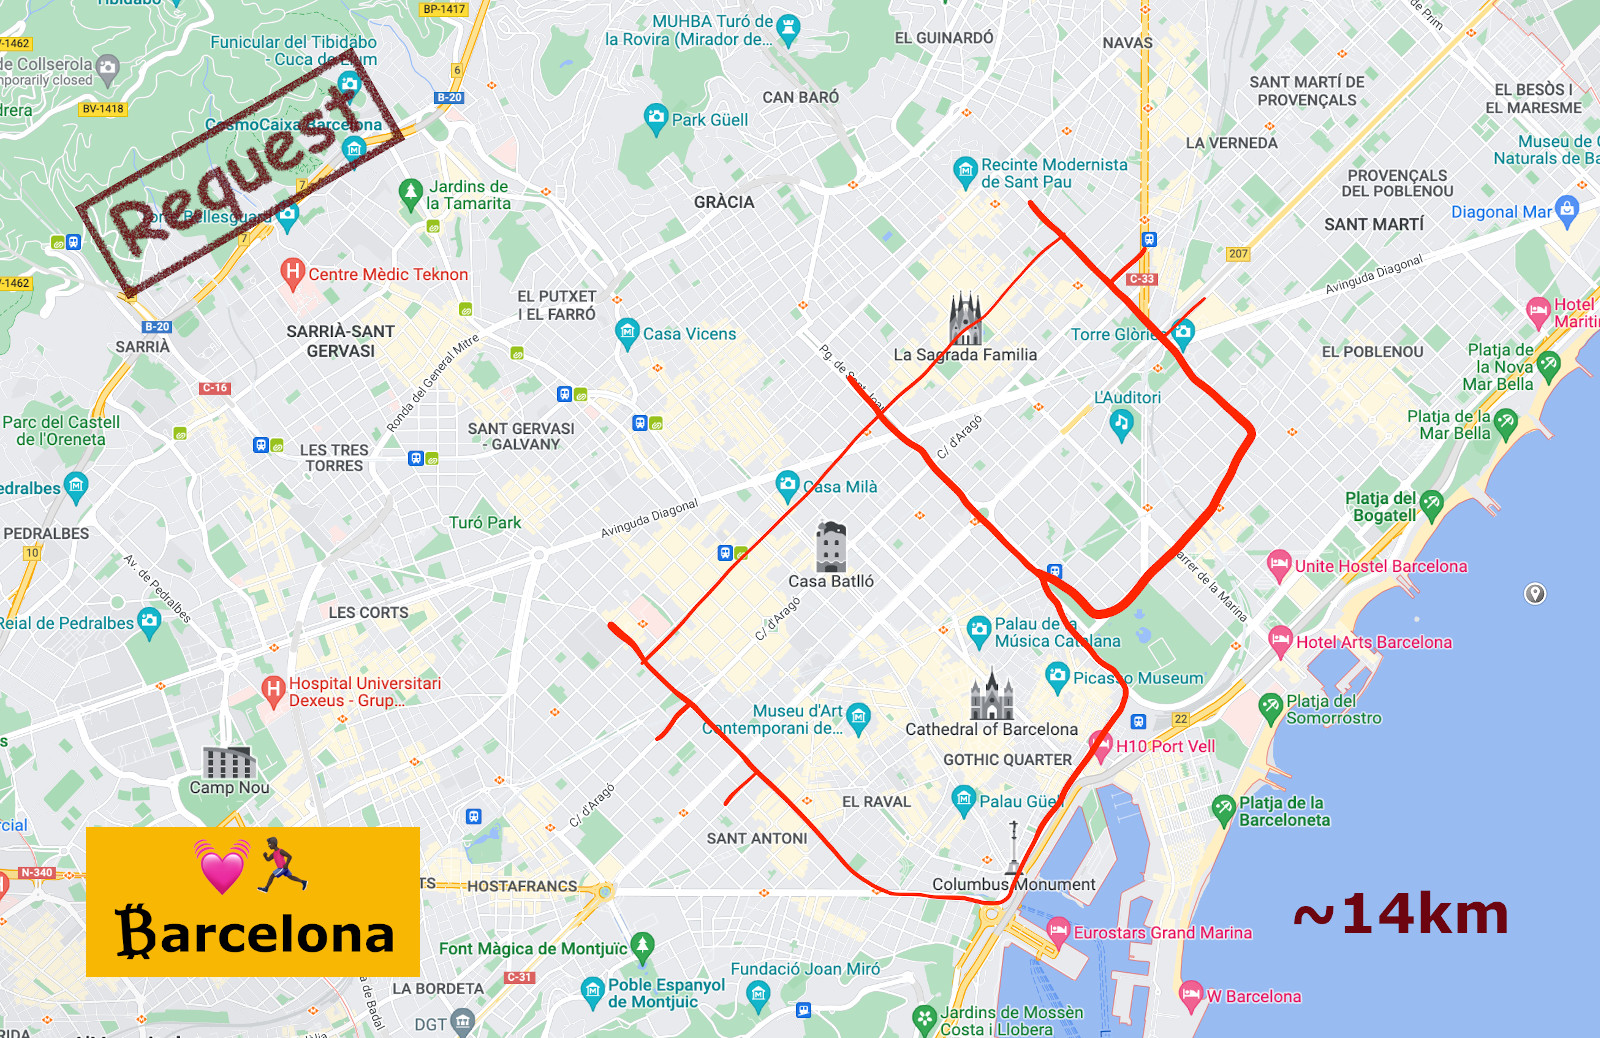 Tibidabo
BP-1417
MUHBA Turó de
la Rovira (Mirador de...
EL GUINARDÓ
NAVAS
de Prim
-1462
Funicular del Tibidabo
- Cuca de Llum
de Collserola
mporarily closed
6
B-20
CAN BARÓ
SANT MARTÍ DE
PROVENÇALS
EL BESÒS I
EL MARESME
drera
BV-1418
CosmoCaixa Barcelona
Park Güell
LA VERNEDA
Museu de C
Naturals de Ba
Request
7
Recinte Modernista
de Sant Pau
PROVENÇALS
DEL POBLENOU
Jardins de
la Tamarita
GRÀCIA
Torre Bellesguard
7
SANT MARTÍ
Diagonal Mar
207
-1462
Centre Mèdic Teknon
C-33
Avinguda Diagonal
EL PUTXET
I EL FARRÓ
B-20
SARRIÀ
SARRIÀ-SANT
GERVASI
Casa Vicens
La Sagrada Familia
Torre Glòries
Hotel
Mariti
EL POBLENOU
Platja de
la Nova
Mar Bella
Pg. de Sant Joan
C-16
Ronda del General Mitre
L'Auditori
Parc del Castell
de l'Oreneta
SANT GERVASI
- GALVANY
C/ d'Aragó
Platja de la
Mar Bella
LES TRES
TORRES
edralbes
Casa Milà
Platja del
Bogatell
PEDRALBES
10
Turó Park
Avinguda Diagonal
Casa Batlló
Unite Hostel Barcelona
Av. de Pedralbes
arrer de la Marina
Reial de Pedralbes
LES CORTS
C/ d'Aragó
Palau de la
Música Catalana
Hotel Arts Barcelona
Hospital Universitari
Dexeus - Grup...
Picasso Museum
Museu d'Art
Contemporani de...
Cathedral of Barcelona
22
Platja del
Somorrostro
s
H10 Port Vell
GOTHIC QUARTER
Camp Nou
C/ d'Aragó
EL RAVAL
Palau Güell
Platja de la
Barceloneta
cial
SANT ANTONI
N-340
TS
HOSTAFRANCS
Columbus Monument
₿arcelona
~14km
Font Màgica de Montjuïc
Eurostars Grand Marina
C-31
Fundació Joan Miró
LA BORDETA
Poble Espanyol
de Montjuic
W Barcelona
DGT
a de Badal
Jardins de Mossèn
Costa i Llobera
RIDA